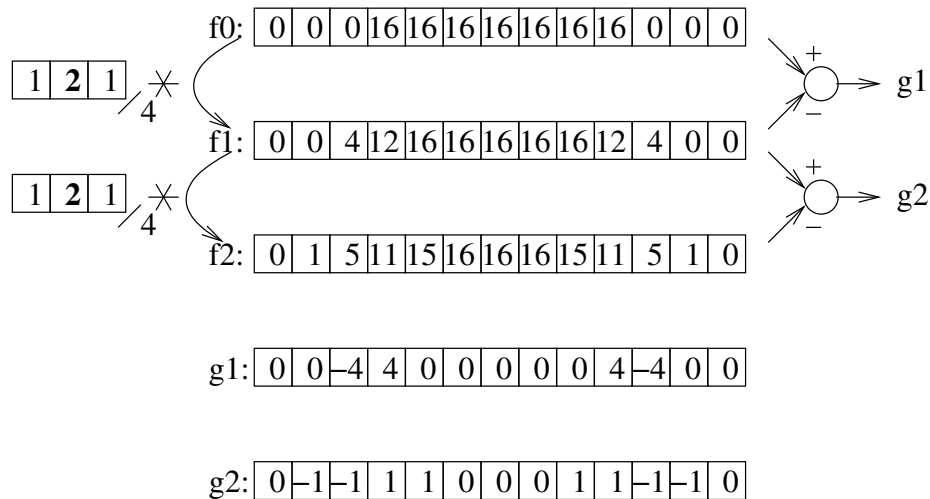 f0: 0 0 0 16 16 16 16 16 16 16 0 0 0
+
1 2 1 /4
g1
−
f1: 0 0 4 12 16 16 16 16 16 12 4 0 0
+
1 2 1 /4
g2
−
f2: 0 1 5 11 15 16 16 16 15 11 5 1 0
g1: 0 0 −4 4 0 0 0 0 0 4 −4 0 0
g2: 0 −1 −1 1 1 0 0 0 1 1 −1 −1 0